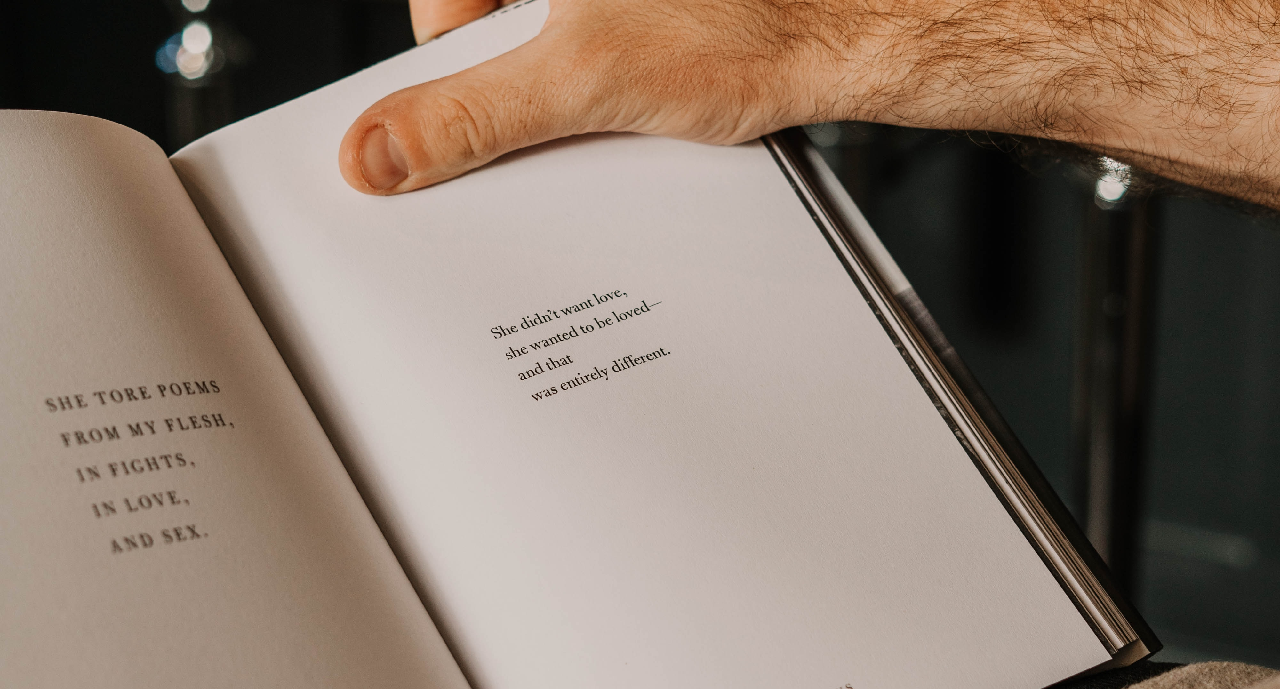 SHE TORE POEMS
FROM MY FLESH,
IN FIGHTS,
IN LOVE,
AND SEX.
She didn't want love,
she wanted to be loved—
and that
was entirely different.